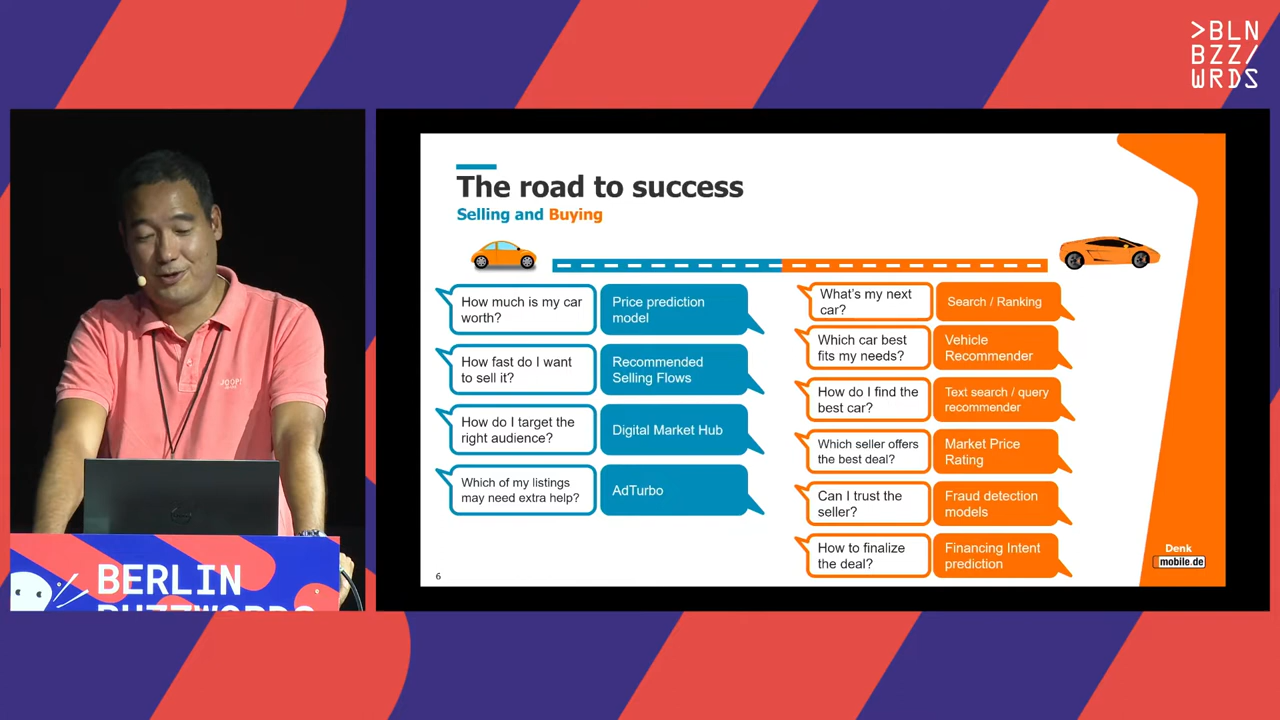 >BLN
BZZ/
WRDS
The road to success
Selling and Buying
How much is my car
worth?
Price prediction
model
How fast do I want
to sell it?
Recommended
Selling Flows
How do I target the
right audience?
Digital Market Hub
Which of my listings
may need extra help?
AdTurbo
What's my next
car?
Search / Ranking
Which car best
fits my needs?
Vehicle
Recommender
How do I find the
best car?
Text search / query
recommender
Which seller offers
the best deal?
Market Price
Rating
Can I trust the
seller?
Fraud detection
models
How to finalize
the deal?
Financing Intent
prediction
Denk
mobile.de
6
JOOP!
BERLIN
BUZZWORDS